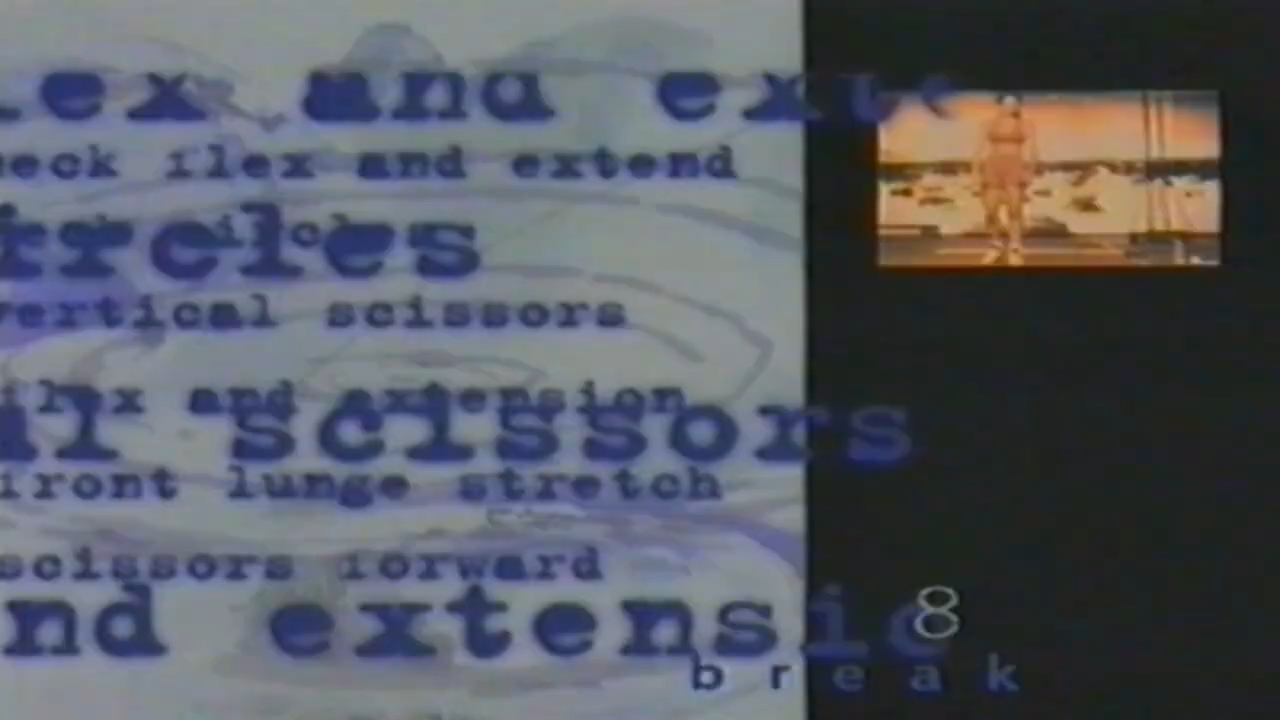 lex and exte
neck flex and extend
ircles
vertical scissors
flex and extension
al scissors
front lunge stretch
scissors forward
nd extensio
8
break